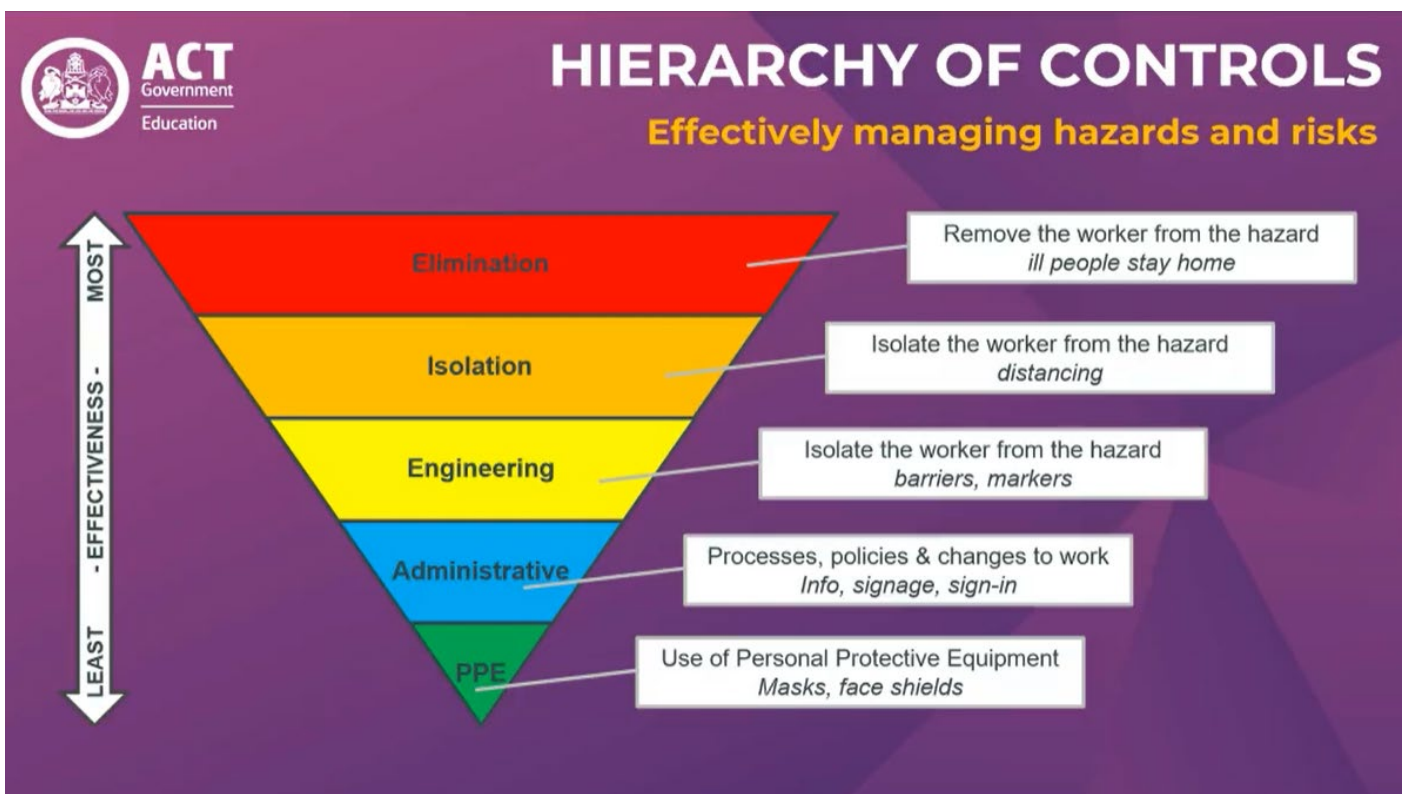 ACT
Government
Education
HIERARCHY OF CONTROLS
Effectively managing hazards and risks
MOST
- EFFECTIVENESS -
LEAST
Elimination
Remove the worker from the hazard
ill people stay home
Isolation
Isolate the worker from the hazard
distancing
Engineering
Isolate the worker from the hazard
barriers, markers
Administrative
Processes, policies & changes to work
Info, signage, sign-in
PPE
Use of Personal Protective Equipment
Masks, face shields